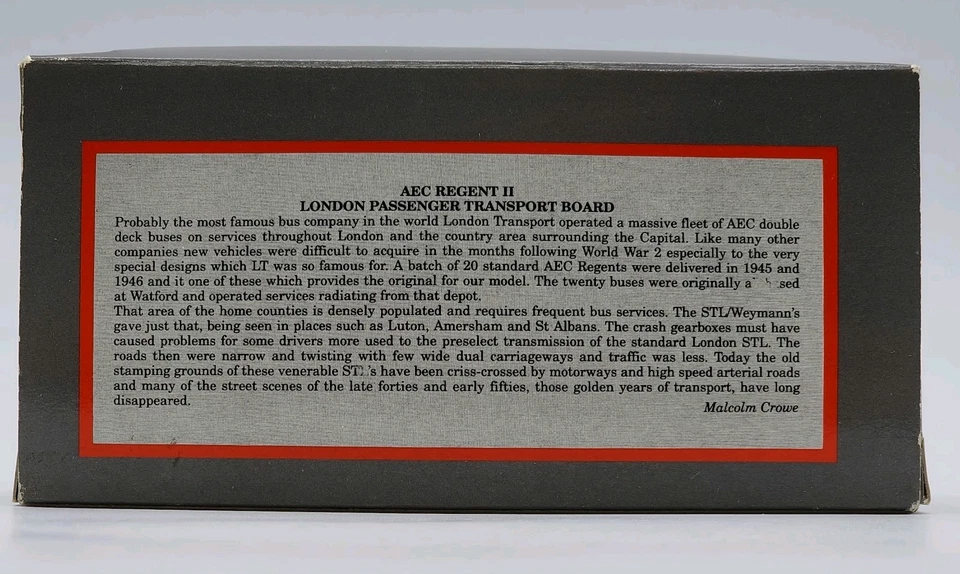 AEC REGENT II
LONDON PASSENGER TRANSPORT BOARD
Probably the most famous bus company in the world London Transport operated a massive fleet of AEC double
deck buses on services throughout London and the country area surrounding the Capital. Like many other
companies new vehicles were difficult to acquire in the months following World War 2 especially to the very
special designs which LT was so famous for. A batch of 20 standard AEC Regents were delivered in 1945 and
1946 and it one of these which provides the original for our model. The twenty buses were originally
at Watford and operated services radiating from that depot.
That area of the home counties is densely populated and requires frequent bus services. The STL/Weymann's
gave just that, being seen in places such as Luton, Amersham and St Albans. The crash gearboxes must have
caused problems for some drivers more used to the preselect transmission of the standard London STL. The
roads then were narrow and twisting with few wide dual carriageways and traffic was less. Today the old
stamping grounds of these venerable have been criss-crossed by motorways and high speed arterial roads
and many of the street scenes of the late forties and early fifties, those golden years of transport, have long
disappeared.
Malcolm Crowe